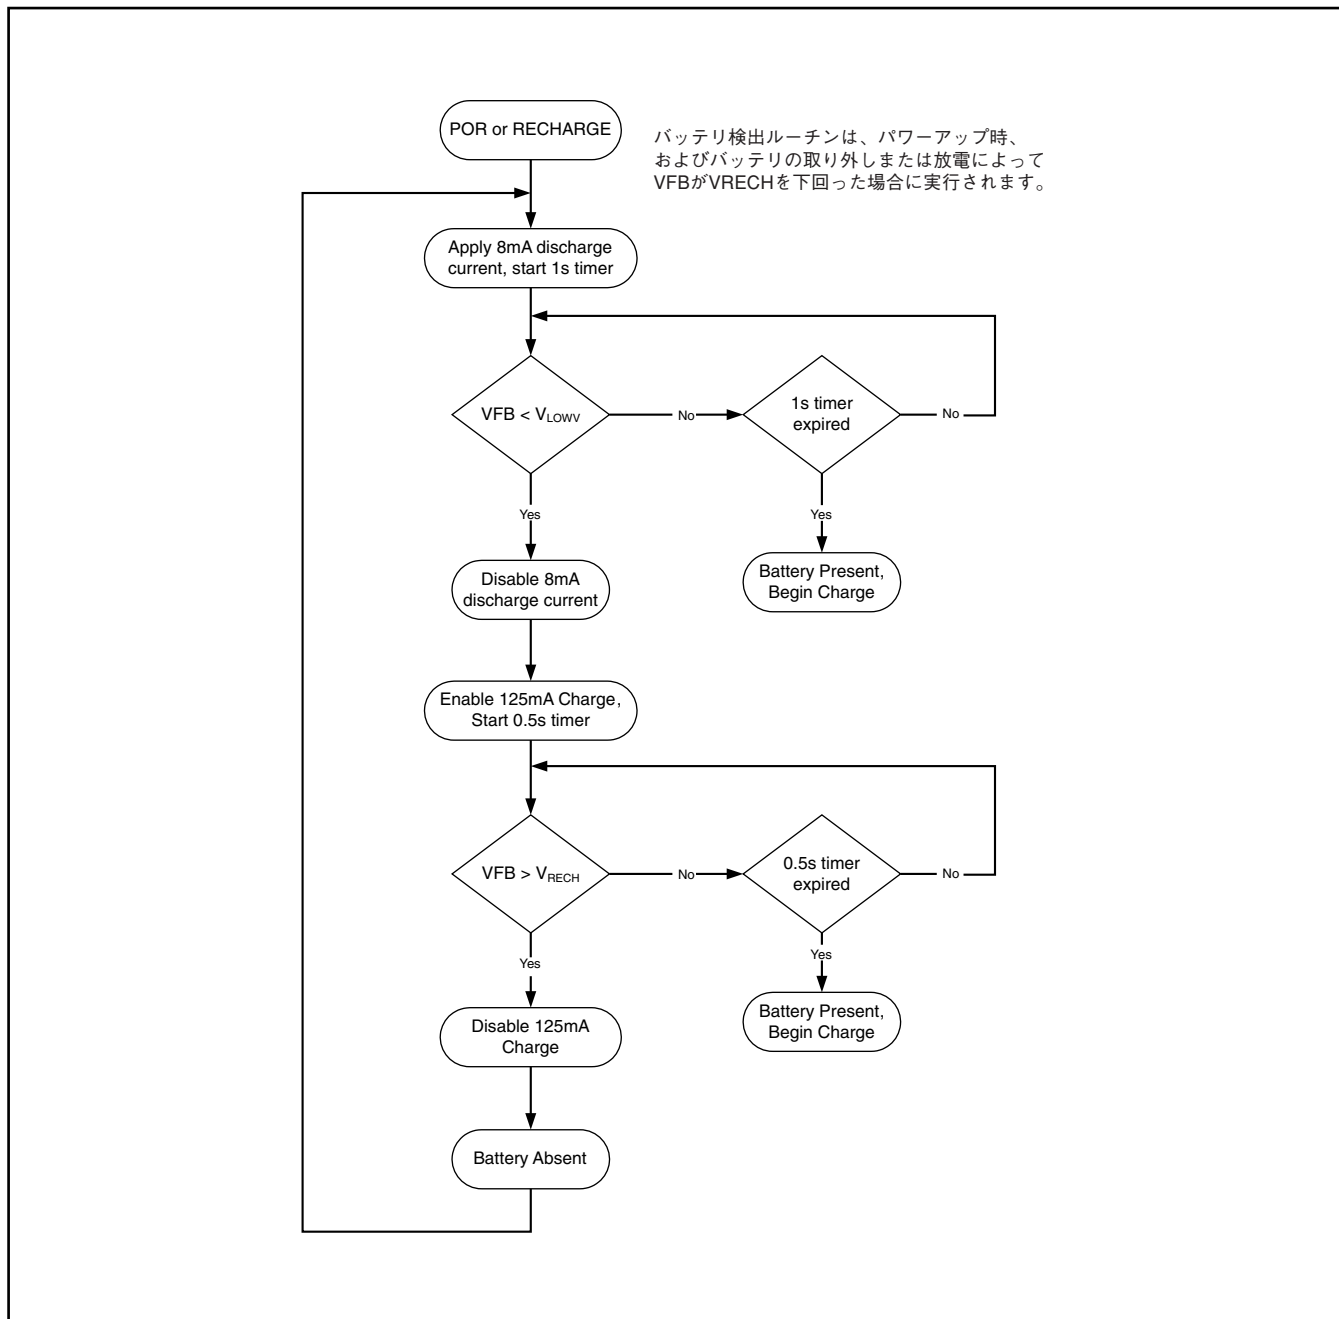 POR or RECHARGE
バッテリ検出ルーチンは、パワーアップ時、
およびバッテリの取り外しまたは放電によって
VFBがVRECHを下回った場合に実行されます。
Apply 8mA discharge
current, start 1s timer
VFB < VLOWV
No
1s timer
expired
No
Yes
Yes
Disable 8mA
discharge current
Battery Present,
Begin Charge
Enable 125mA Charge,
Start 0.5s timer
VFB > VRECH
No
0.5s timer
expired
No
Yes
Yes
Disable 125mA
Charge
Battery Present,
Begin Charge
Battery Absent